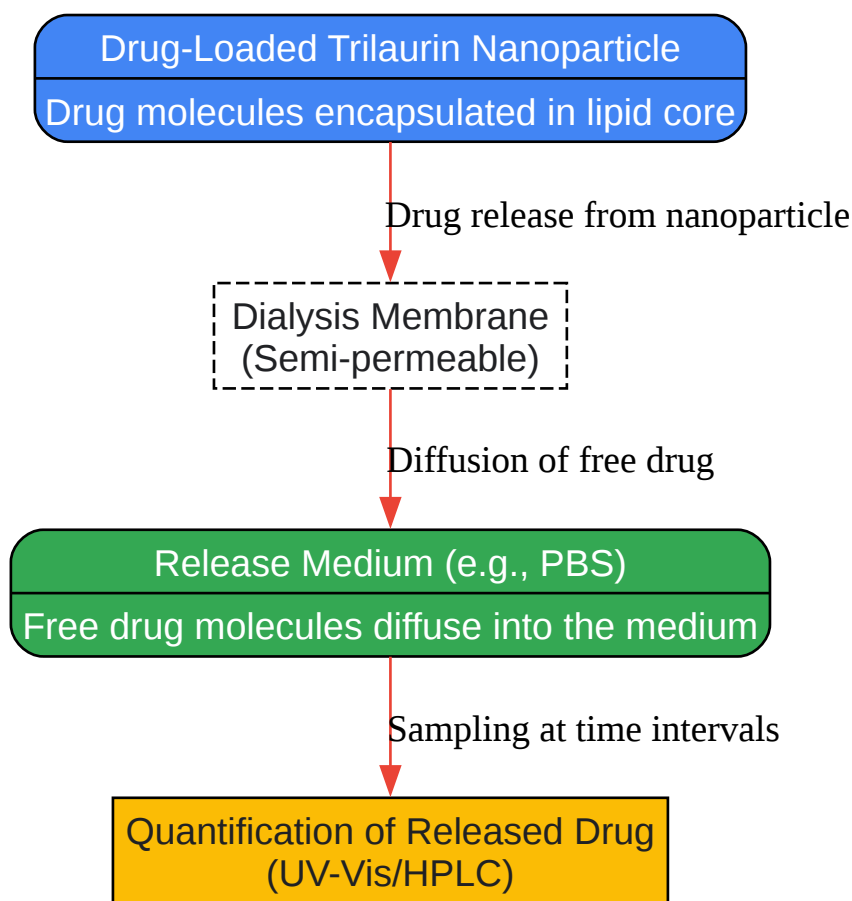 Drug-Loaded Trilaurin Nanoparticle
Drug molecules encapsulated in lipid core
Drug release from nanoparticle
Dialysis Membrane
(Semi-permeable)
Diffusion of free drug
Release Medium (e.g., PBS)
Free drug molecules diffuse into the medium
Sampling at time intervals
Quantification of Released Drug
(UV-Vis/HPLC)